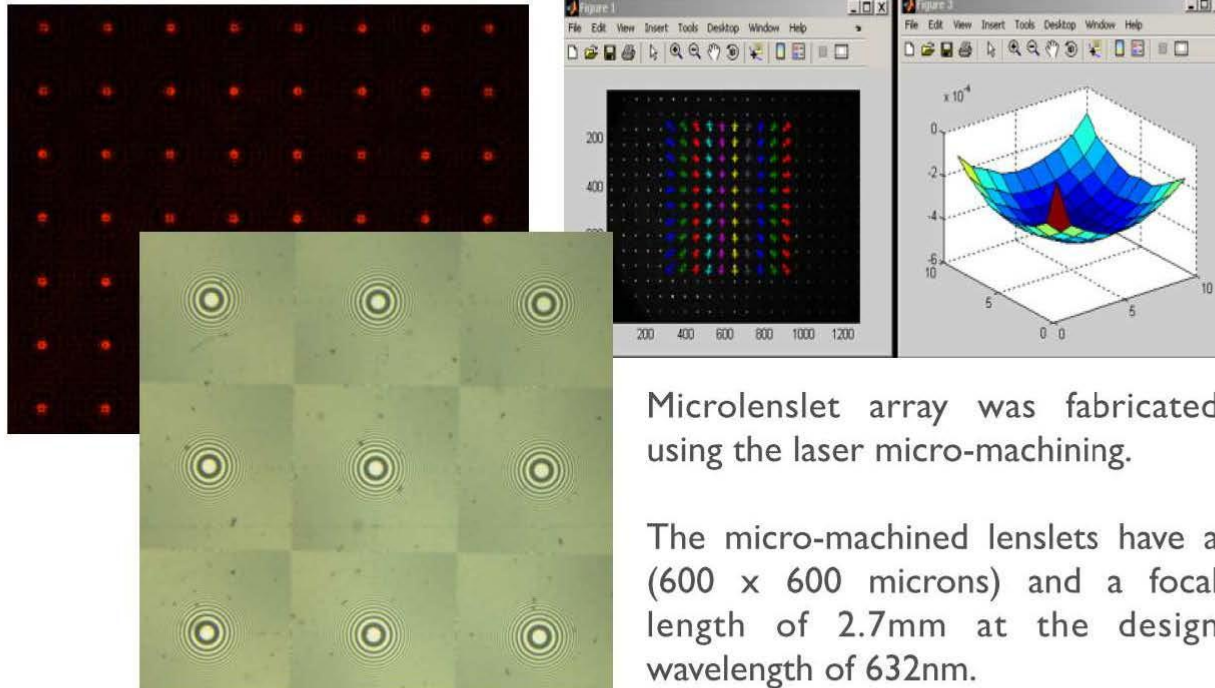 Figure 1
File Edit View Insert Tools Desktop Window Help
200
400
200 400 600 800 1000 1200
Figure 3
File Edit View Insert Tools Desktop Window Help
x 10⁻⁴
0
-2
-4
-6
10
5
0
0
5
10
Microlenslet array was fabricated
using the laser micro-machining.
The micro-machined lenslets have a
(600 x 600 microns) and a focal
length of 2.7mm at the design
wavelength of 632nm.